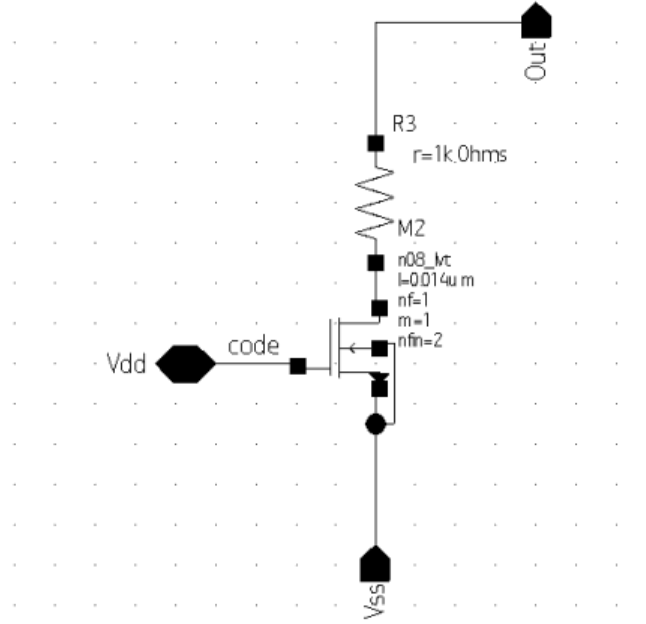 Out
R3
r=1k Ohms
M2
n08_lvt
l=0.014u m
nf=1
m=1
nfin=2
code
Vdd
Vss